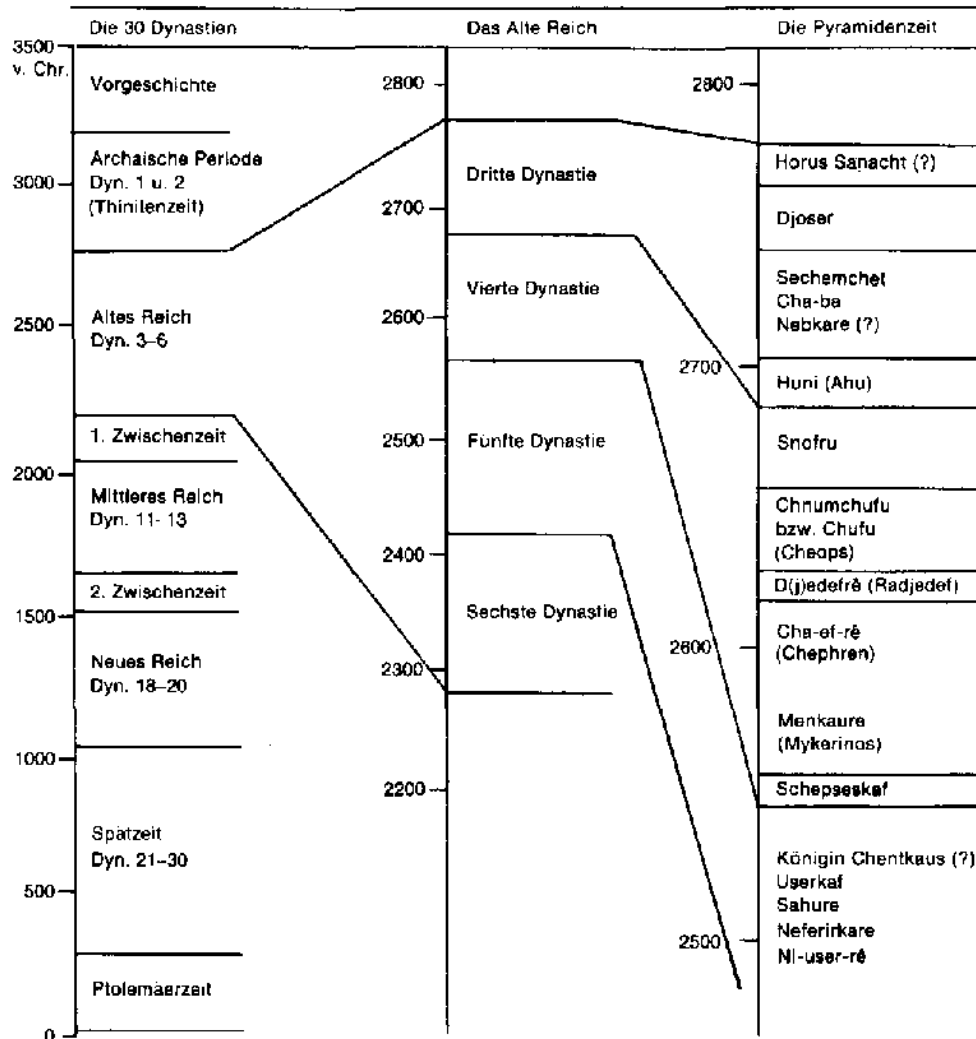 Die 30 Dynastien
3500
v. Chr.
Vorgeschichte
Archaische Periode
Dyn. 1 u. 2
(Thinitenzeit)
3000
Altes Reich
Dyn. 3–6
2500
1. Zwischenzeit
2000
Mittleres Reich
Dyn. 11- 13
2. Zwischenzeit
1500
Neues Reich
Dyn. 18–20
1000
Spätzeit
Dyn. 21–30
500
Ptolemäerzeit
0
Das Alte Reich
2800
Dritte Dynastie
2700
Vierte Dynastie
2600
Fünfte Dynastie
2500
2400
Sechste Dynastie
2300
2200
Die Pyramidenzeit
2800
Horus Sanacht (?)
Djoser
Sechemchet
Cha-ba
Nebkare (?)
2700
Huni (Ahu)
Snofru
Chnumchufu
bzw. Chufu
(Cheops)
D(j)edefrê (Radjedef)
Cha-ef-rê
(Chephren)
2600
Menkaure
(Mykerinos)
Schepseskaf
Königin Chentkaus (?)
Userkaf
Sahure
Neferirkare
2500
Ni-user-rê